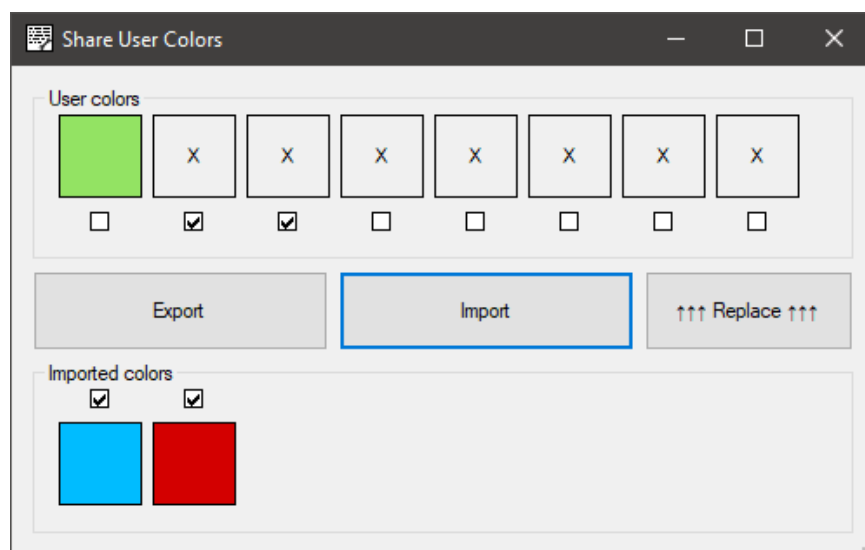 Share User Colors
User colors
X X X X X X X
Export Import ↑↑↑ Replace ↑↑↑
Imported colors